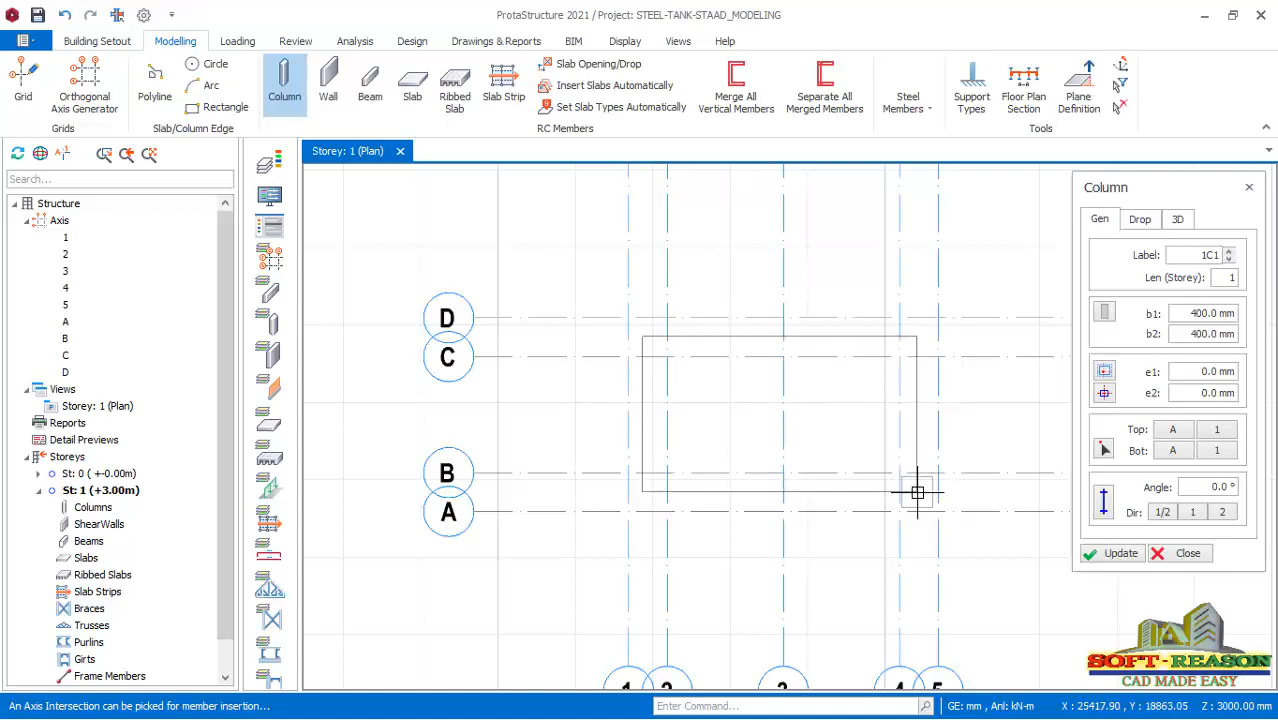 ProtaStructure 2021 / Project: STEEL-TANK-STAAD_MODELING
Building Setout
Modelling
Loading
Review
Analysis
Design
Drawings & Reports
BIM
Display
Views
Help
Grids
Orthogonal
Axis Generator
Grids
Polyline
Circle
Arc
Rectangle
Slab/Column Edge
Column
Wall
Beam
Slab
Ribbed
Slab
Slab Strip
Slab Opening/Drop
Insert Slabs Automatically
Set Slab Types Automatically
RC Members
Merge All
Vertical Members
Separate All
Merged Members
Steel
Members
Support
Types
Floor Plan
Section
Plane
Definition
Tools
Search...
Structure
Axis
1
2
3
4
5
A
B
C
D
Views
Storey: 1 (Plan)
Reports
Detail Previews
Storeys
St: 0 ( +-0.00m)
St: 1 (+3.00m)
Columns
ShearWalls
Beams
Slabs
Ribbed Slabs
Slab Strips
Braces
Trusses
Purlins
Girts
Frame Members
Storey: 1 (Plan)
D
C
B
A
1 2 3 4 5
Column
Gen
Drop
3D
Label: 1C1
Len (Storey): 1
b1: 400.0 mm
b2: 400.0 mm
e1: 0.0 mm
e2: 0.0 mm
Top: A 1
Bot: A 1
Angle: 0.0 °
Dir: 1/2 1 2
Update
Close
SOFT-REASON
CAD MADE EASY
An Axis Intersection can be picked for member insertion...
Enter Command...
GE: mm , Anl: kN-m
X : 25417.90 , Y : 18863.05
Z : 3000.00 mm